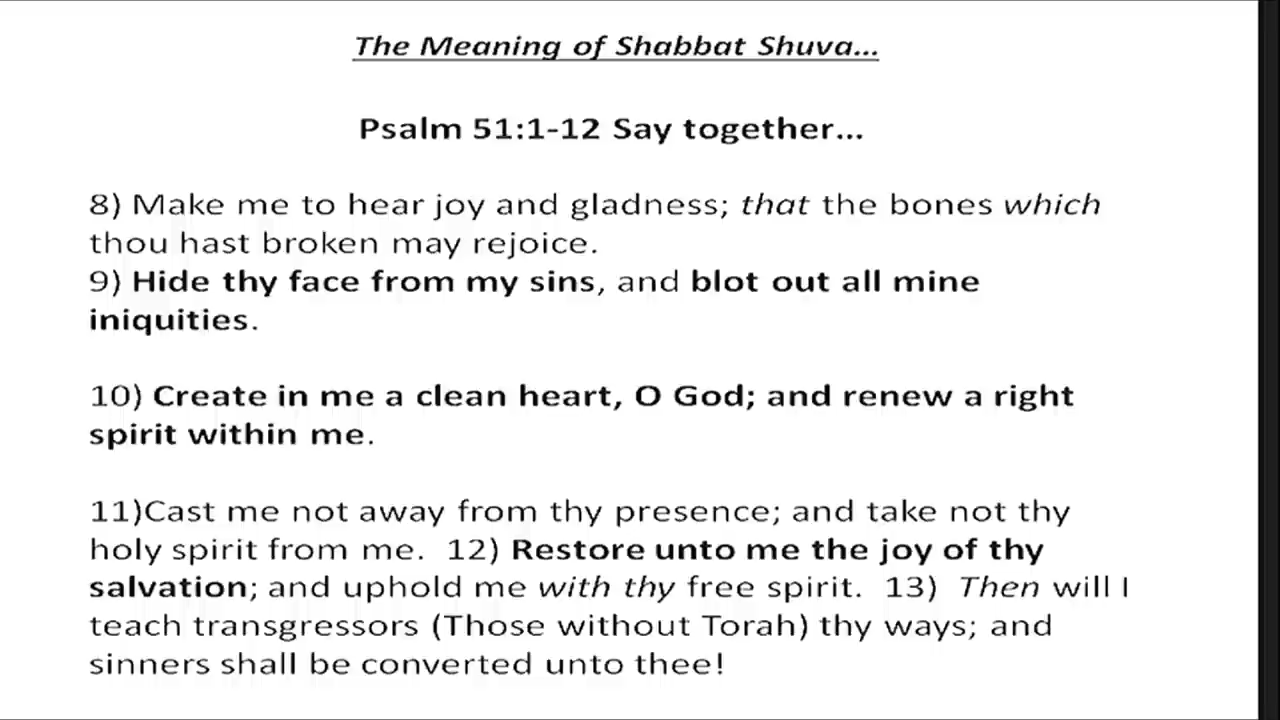 The Meaning of Shabbat Shuva...
Psalm 51:1-12 Say together...
8) Make me to hear joy and gladness; that the bones which
thou hast broken may rejoice.
9) Hide thy face from my sins, and blot out all mine
iniquities.
10) Create in me a clean heart, O God; and renew a right
spirit within me.
11)Cast me not away from thy presence; and take not thy
holy spirit from me.  12) Restore unto me the joy of thy
salvation; and uphold me with thy free spirit.  13)  Then will I
teach transgressors (Those without Torah) thy ways; and
sinners shall be converted unto thee!